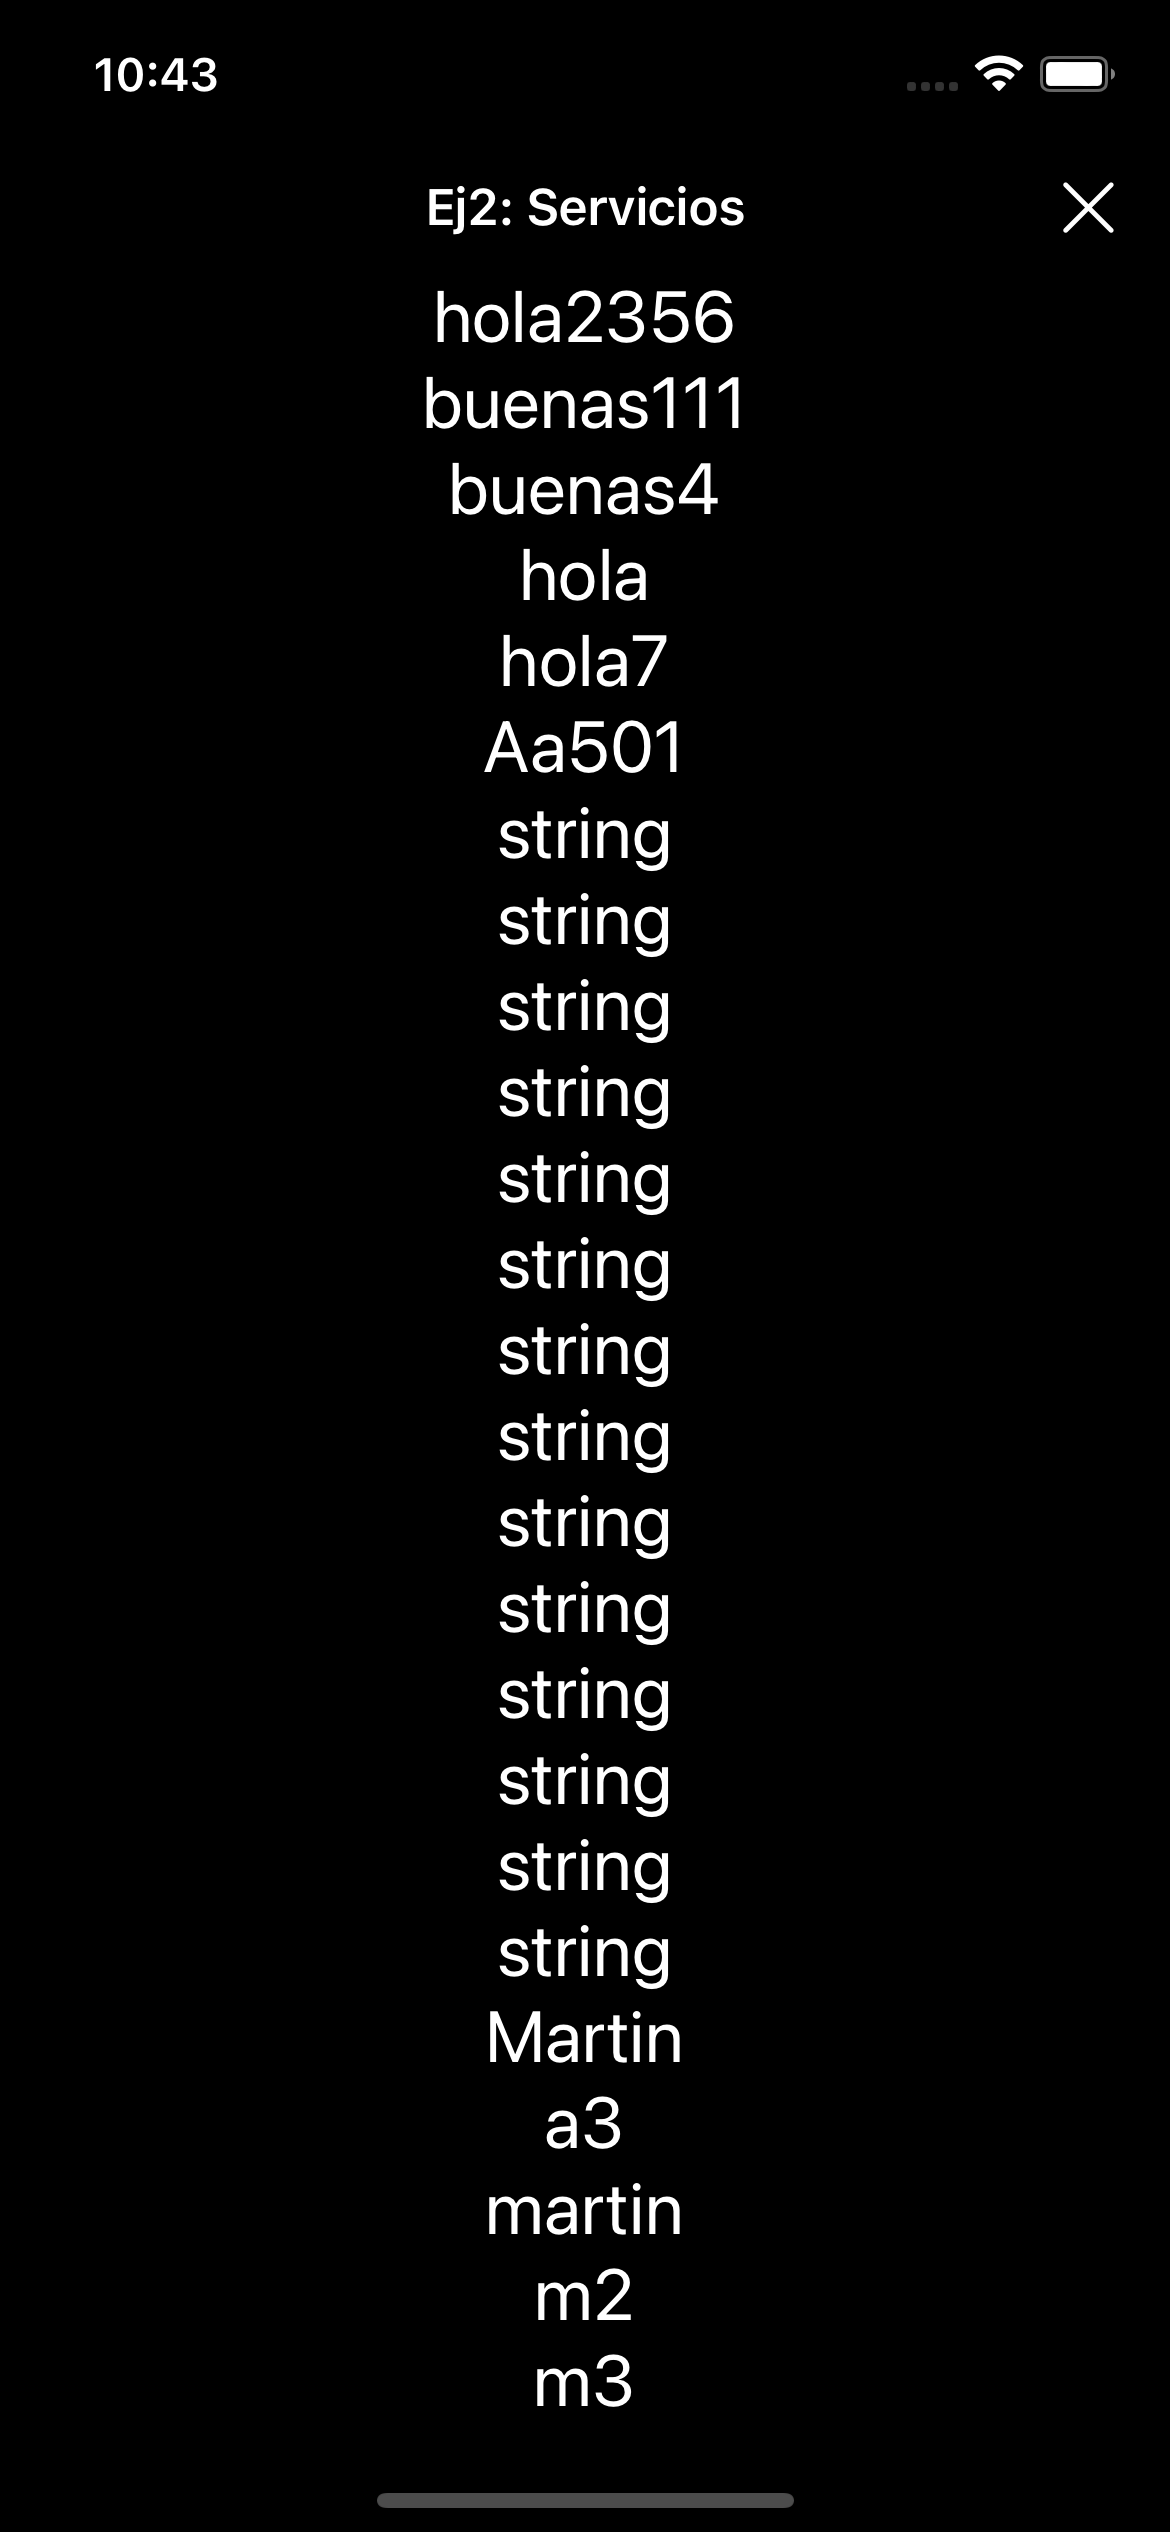 10:43
Ej2: Servicios
hola2356
buenas111
buenas4
hola
hola7
Aa501
string
string
string
string
string
string
string
string
string
string
string
string
string
string
Martin
a3
martin
m2
m3